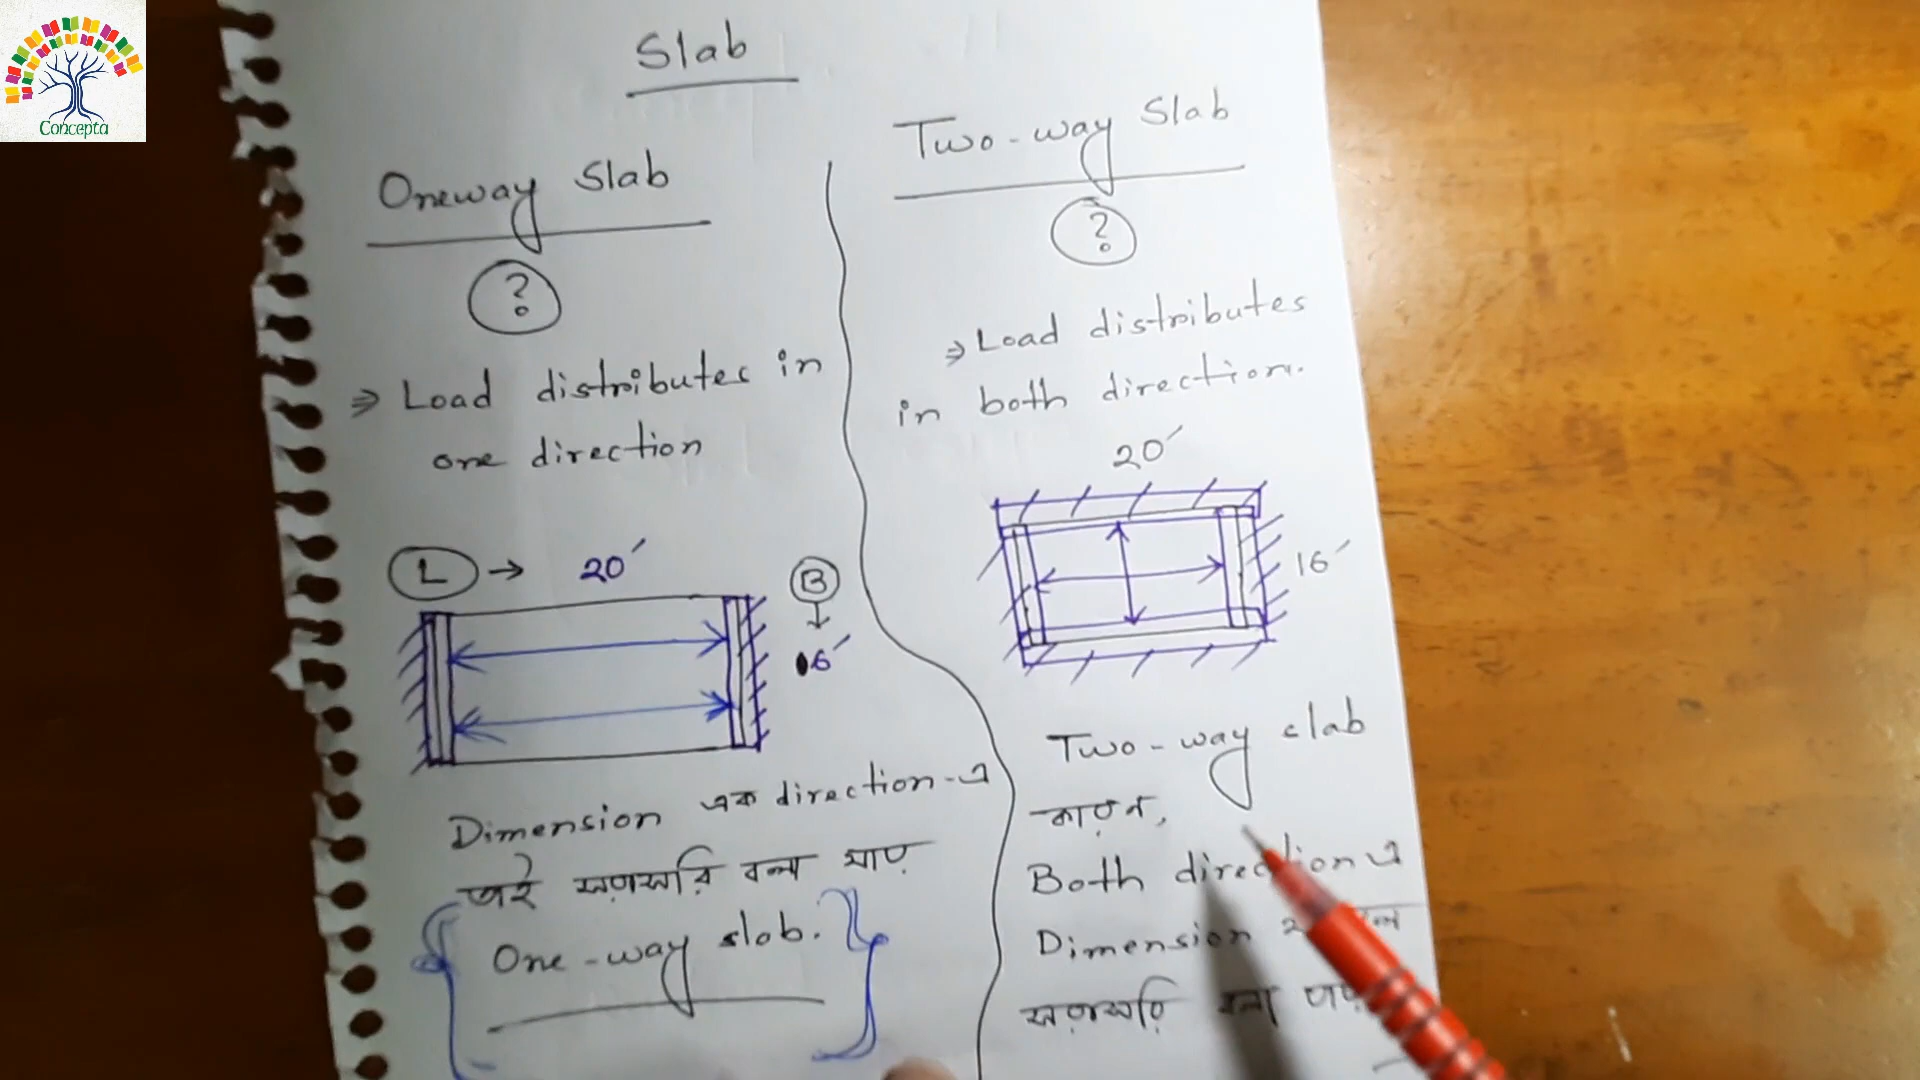 Concepta
Slab
Oneway Slab
?
⇒ Load distributes in
one direction
L → 20′
B
↓
16′
Dimension এক direction-এ
তাই সরাসরি বলা যায়
One-way slab.
Two-way Slab
?
⇒ Load distributes
in both direction.
20′
16′
Two-way slab
কারণ,
Both direction এ
Dimension
সরাসরি বলা